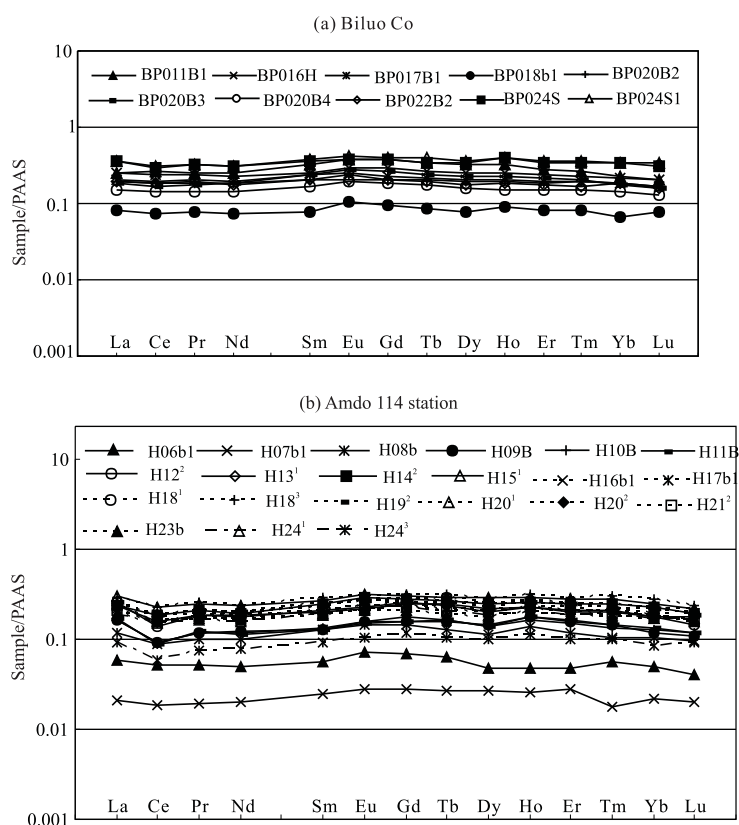 (a) Biluo Co
10
BP011B1 BP016H BP017B1 BP018b1 BP020B2
BP020B3 BP020B4 BP022B2 BP024S BP024S1
1
Sample/PAAS
0.1
0.01
La Ce Pr Nd Sm Eu Gd Tb Dy Ho Er Tm Yb Lu
0.001
(b) Amdo 114 station
H06b1 H07b1 H08b H09B H10B H11B
10
H12² H13¹ H14² H15¹ H16b1 H17b1
H18¹ H18³ H19² H20¹ H20² H21²
H23b H24¹ H24³
1
Sample/PAAS
0.1
0.01
La Ce Pr Nd Sm Eu Gd Tb Dy Ho Er Tm Yb Lu
0.001